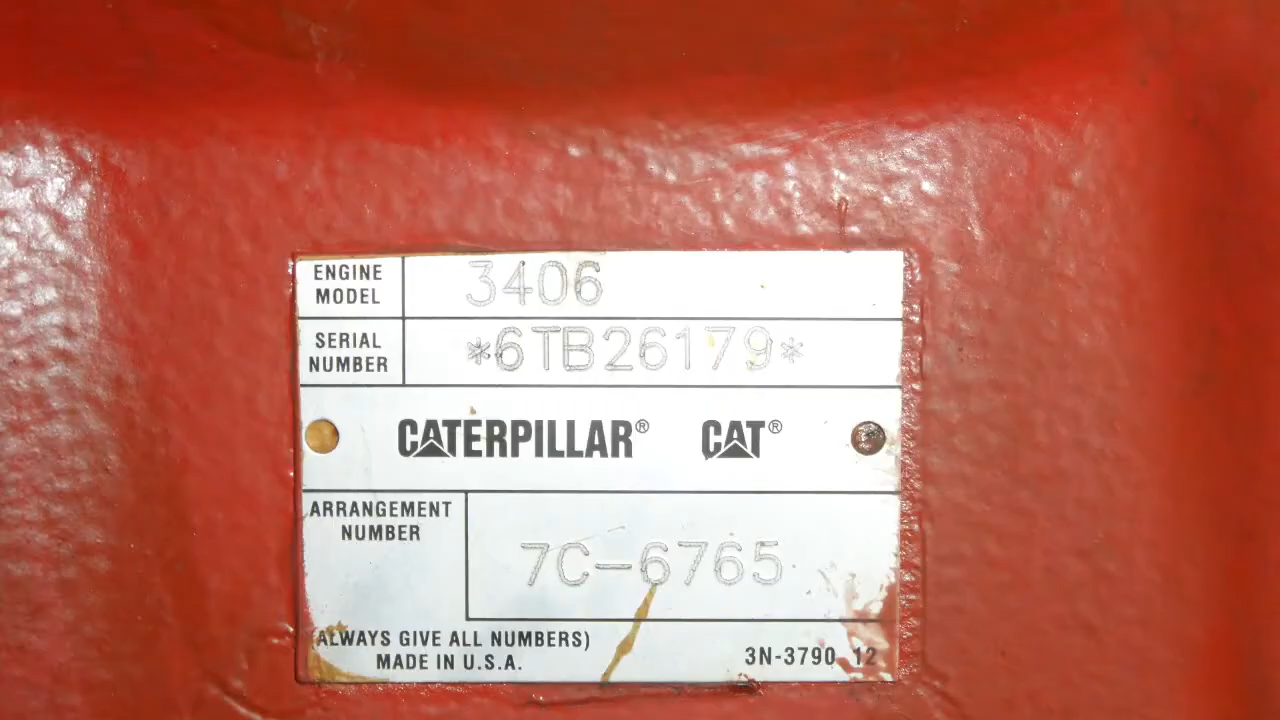 ENGINE MODEL 3406
SERIAL NUMBER *6TB26179*
CATERPILLAR® CAT®
ARRANGEMENT NUMBER 7C-6765
(ALWAYS GIVE ALL NUMBERS)
MADE IN U.S.A. 3N-3790 12